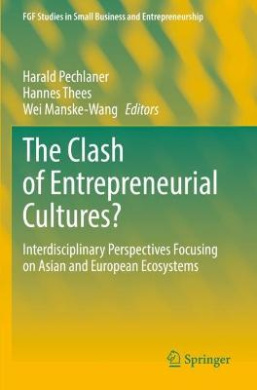 FGF Studies in Small Business and Entrepreneurship
Harald Pechlaner
Hannes Thees
Wei Manske-Wang Editors
The Clash
of Entrepreneurial
Cultures?
Interdisciplinary Perspectives Focusing
on Asian and European Ecosystems
Springer